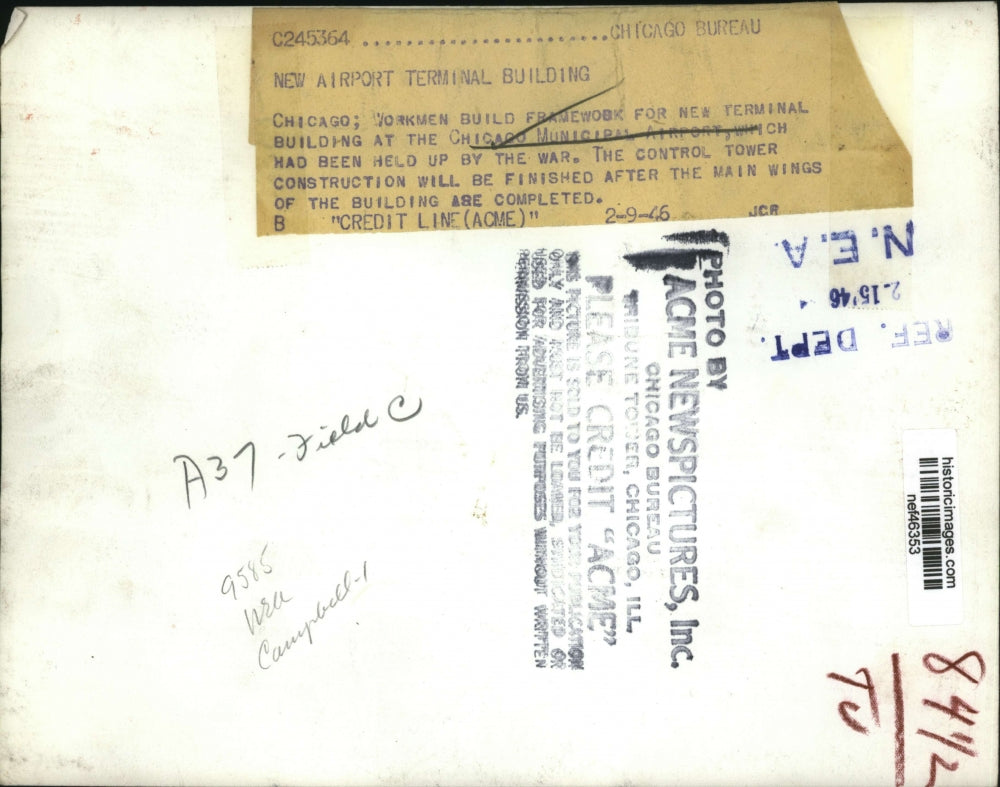 C245364 ..............................CHICAGO BUREAU
NEW AIRPORT TERMINAL BUILDING
CHICAGO; WORKMEN BUILD FRAMEWORK FOR NEW TERMINAL
BUILDING AT THE CHICAGO MUNICIPAL AIRPORT, WHICH
HAD BEEN HELD UP BY THE WAR. THE CONTROL TOWER
CONSTRUCTION WILL BE FINISHED AFTER THE MAIN WINGS
OF THE BUILDING ARE COMPLETED.
B "CREDIT LINE (ACME)" 2-9-46 JCR
N.E.A
2-15'46
REF. DEPT.
PHOTO BY
ACME NEWSPICTURES, Inc.
CHICAGO BUREAU
TRIBUNE TOWER, CHICAGO, ILL.
PLEASE CREDIT "ACME"
THIS PICTURE IS SOLD TO YOU FOR YOUR PUBLICATION
ONLY AND MUST NOT BE LOANED, SYNDICATED OR
USED FOR ADVERTISING PURPOSES WITHOUT WRITTEN
PERMISSION FROM US.
A37 - Field C
9585
NEA
Campbell-1
historicimages.com
nef46353
84 1/2
TU